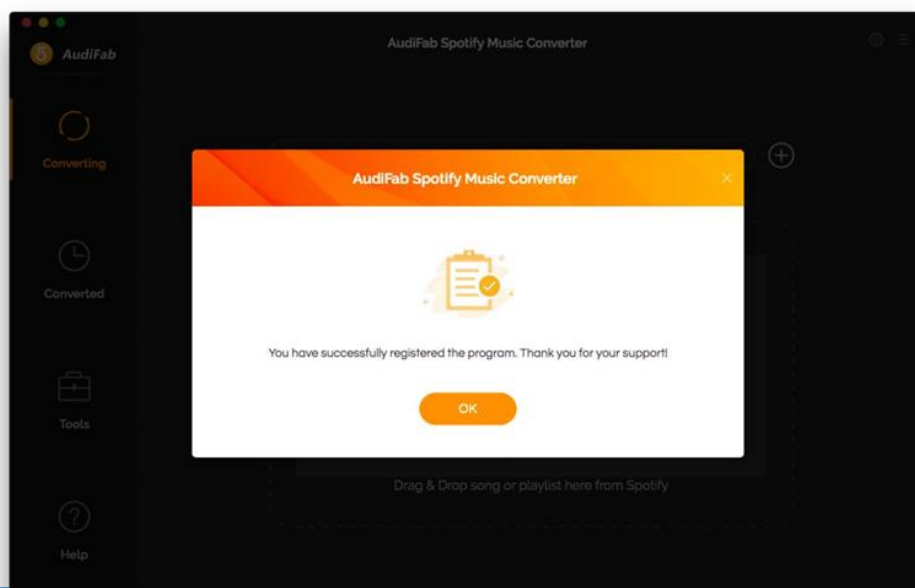 AudiFab
AudiFab Spotify Music Converter
Converting
AudiFab Spotify Music Converter
You have successfully registered the program. Thank you for your support!
OK
Converted
Tools
Drag & Drop song or playlist here from Spotify
Help